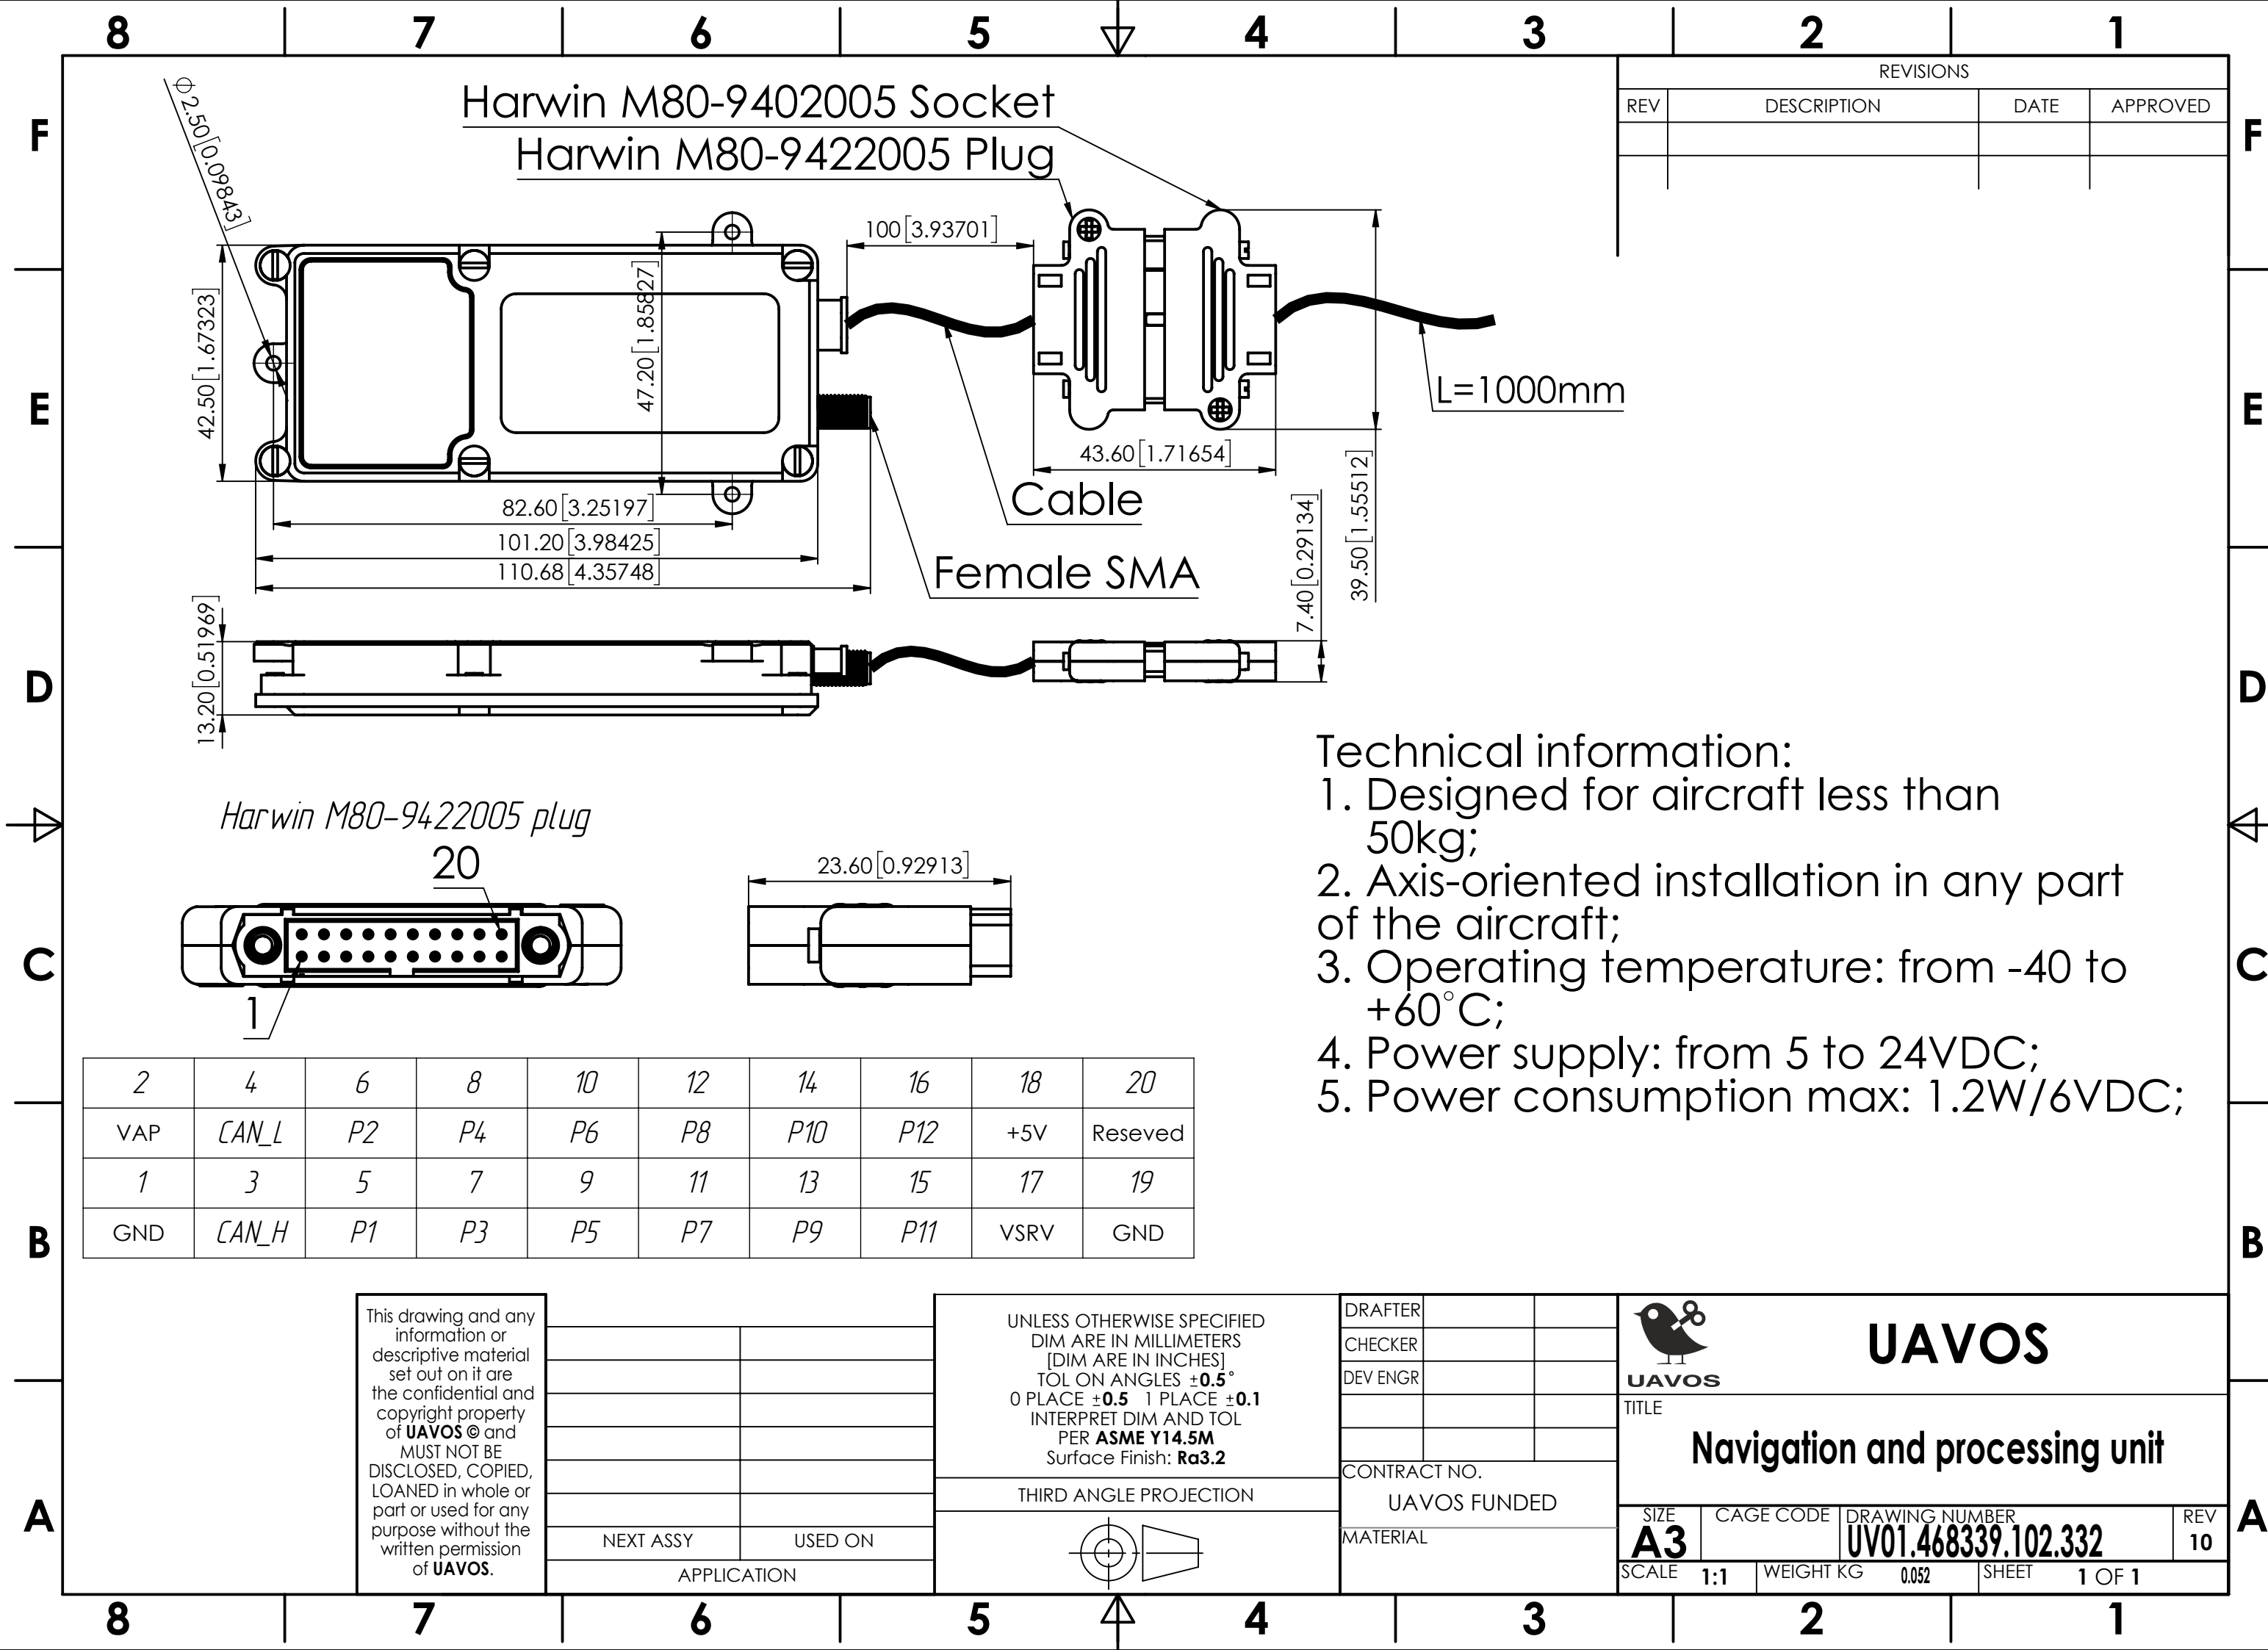 8 7 6 5 4 3 2 1
F
E
D
C
B
A
REVISIONS
REV DESCRIPTION DATE APPROVED
Harwin M80-9402005 Socket
Harwin M80-9422005 Plug
⌀2.50[0.09843]
100[3.93701]
42.50[1.67323]
47.20[1.85827]
L=1000mm
43.60[1.71654]
39.50[1.55512]
Cable
82.60[3.25197]
101.20[3.98425]
110.68[4.35748]
Female SMA
7.40[0.29134]
13.20[0.51969]
Harwin M80-9422005 plug
20
1
23.60[0.92913]
Technical information:
1. Designed for aircraft less than
50kg;
2. Axis-oriented installation in any part
of the aircraft;
3. Operating temperature: from -40 to
+60°C;
4. Power supply: from 5 to 24VDC;
5. Power consumption max: 1.2W/6VDC;
2 4 6 8 10 12 14 16 18 20
VAP CAN_L P2 P4 P6 P8 P10 P12 +5V Reseved
1 3 5 7 9 11 13 15 17 19
GND CAN_H P1 P3 P5 P7 P9 P11 VSRV GND
This drawing and any
information or
descriptive material
set out on it are
the confidential and
copyright property
of UAVOS © and
MUST NOT BE
DISCLOSED, COPIED,
LOANED in whole or
part or used for any
purpose without the
written permission
of UAVOS.
NEXT ASSY USED ON
APPLICATION
UNLESS OTHERWISE SPECIFIED
DIM ARE IN MILLIMETERS
[DIM ARE IN INCHES]
TOL ON ANGLES ±0.5°
0 PLACE ±0.5 1 PLACE ±0.1
INTERPRET DIM AND TOL
PER ASME Y14.5M
Surface Finish: Ra3.2
THIRD ANGLE PROJECTION
DRAFTER
CHECKER
DEV ENGR
CONTRACT NO.
UAVOS FUNDED
MATERIAL
UAVOS
UAVOS
TITLE
Navigation and processing unit
SIZE
A3
CAGE CODE
DRAWING NUMBER
UV01.468339.102.332
REV
10
SCALE 1:1
WEIGHT KG 0.052
SHEET 1 OF 1
F
E
D
C
B
A
8 7 6 5 4 3 2 1